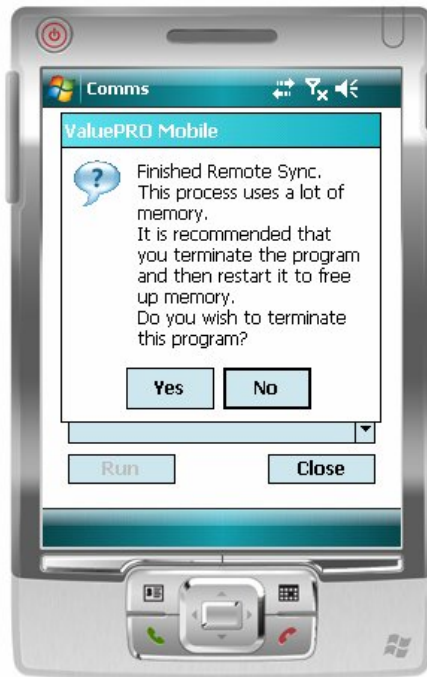 Comms
ValuePRO Mobile
Finished Remote Sync.
This process uses a lot of
memory.
It is recommended that
you terminate the program
and then restart it to free
up memory.
Do you wish to terminate
this program?
Yes No
Run Close